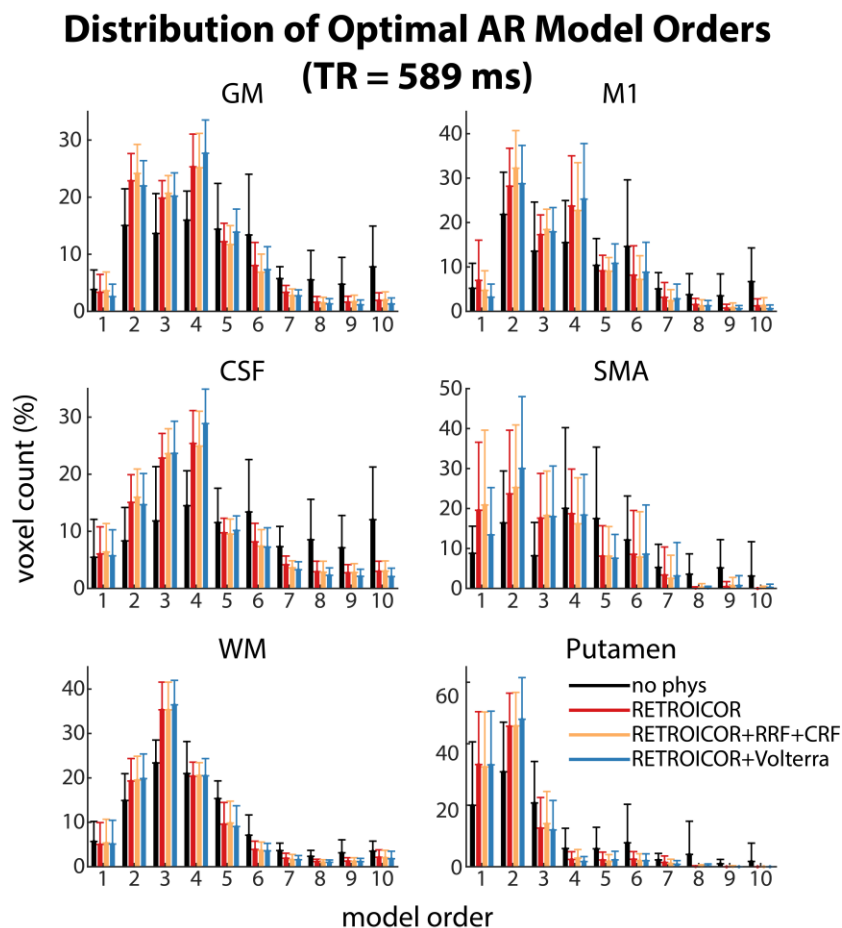 Distribution of Optimal AR Model Orders
(TR = 589 ms)
GM
M1
30
20
10
0
1 2 3 4 5 6 7 8 9 10
40
30
20
10
0
1 2 3 4 5 6 7 8 9 10
CSF
SMA
voxel count (%)
30
20
10
0
1 2 3 4 5 6 7 8 9 10
50
40
30
20
10
0
1 2 3 4 5 6 7 8 9 10
WM
Putamen
40
30
20
10
0
1 2 3 4 5 6 7 8 9 10
60
40
20
0
1 2 3 4 5 6 7 8 9 10
no phys
RETROICOR
RETROICOR+RRF+CRF
RETROICOR+Volterra
model order